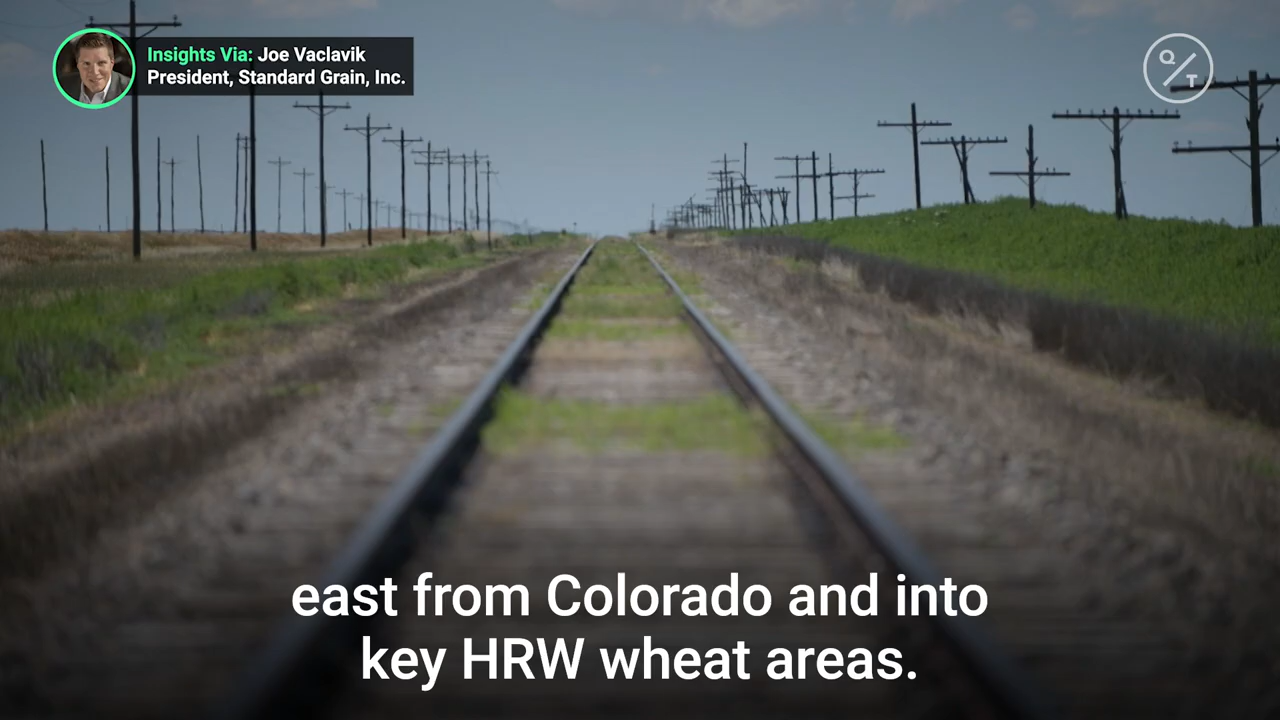 Insights Via: Joe Vaclavik
President, Standard Grain, Inc.
Q
T
east from Colorado and into
key HRW wheat areas.